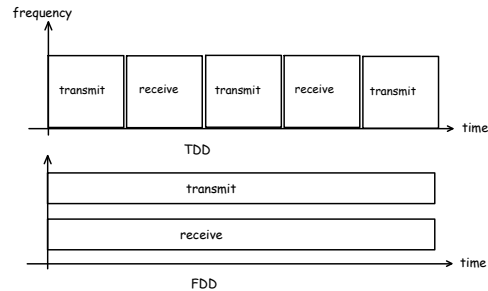 frequency
transmit receive transmit receive transmit
time
TDD
transmit
receive
time
FDD